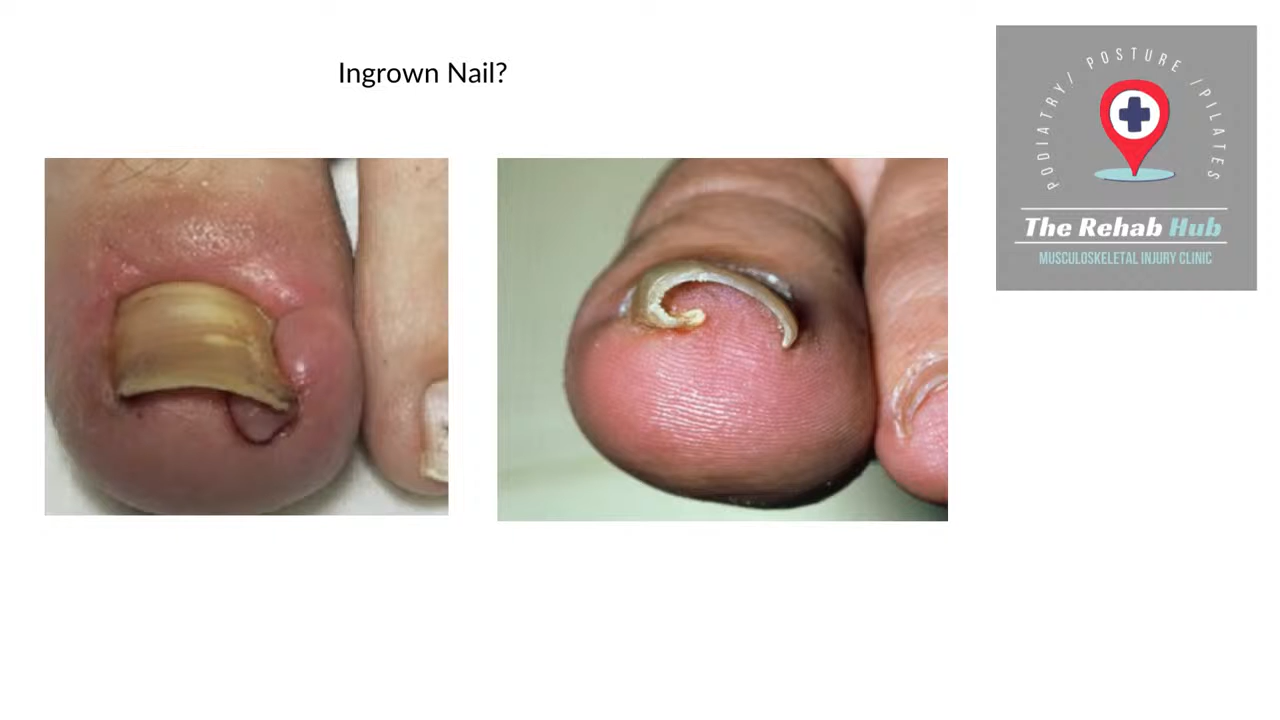 Ingrown Nail?
PODIATRY/ POSTURE /PILATES
The Rehab Hub
MUSCULOSKELETAL INJURY CLINIC